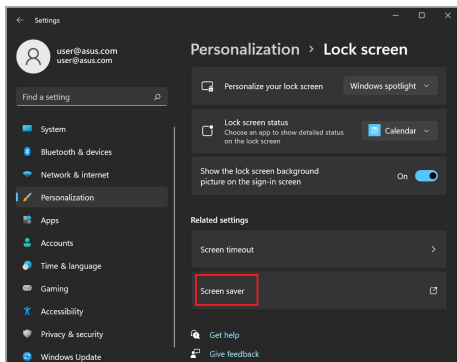 Settings
user@asus.com
user@asus.com
Find a setting
System
Bluetooth & devices
Network & internet
Personalization
Apps
Accounts
Time & language
Gaming
Accessibility
Privacy & security
Windows Update
Personalization > Lock screen
Personalize your lock screen
Windows spotlight
Lock screen status
Choose an app to show detailed status
on the lock screen
Calendar
Show the lock screen background
picture on the sign-in screen
On
Related settings
Screen timeout
Screen saver
Get help
Give feedback